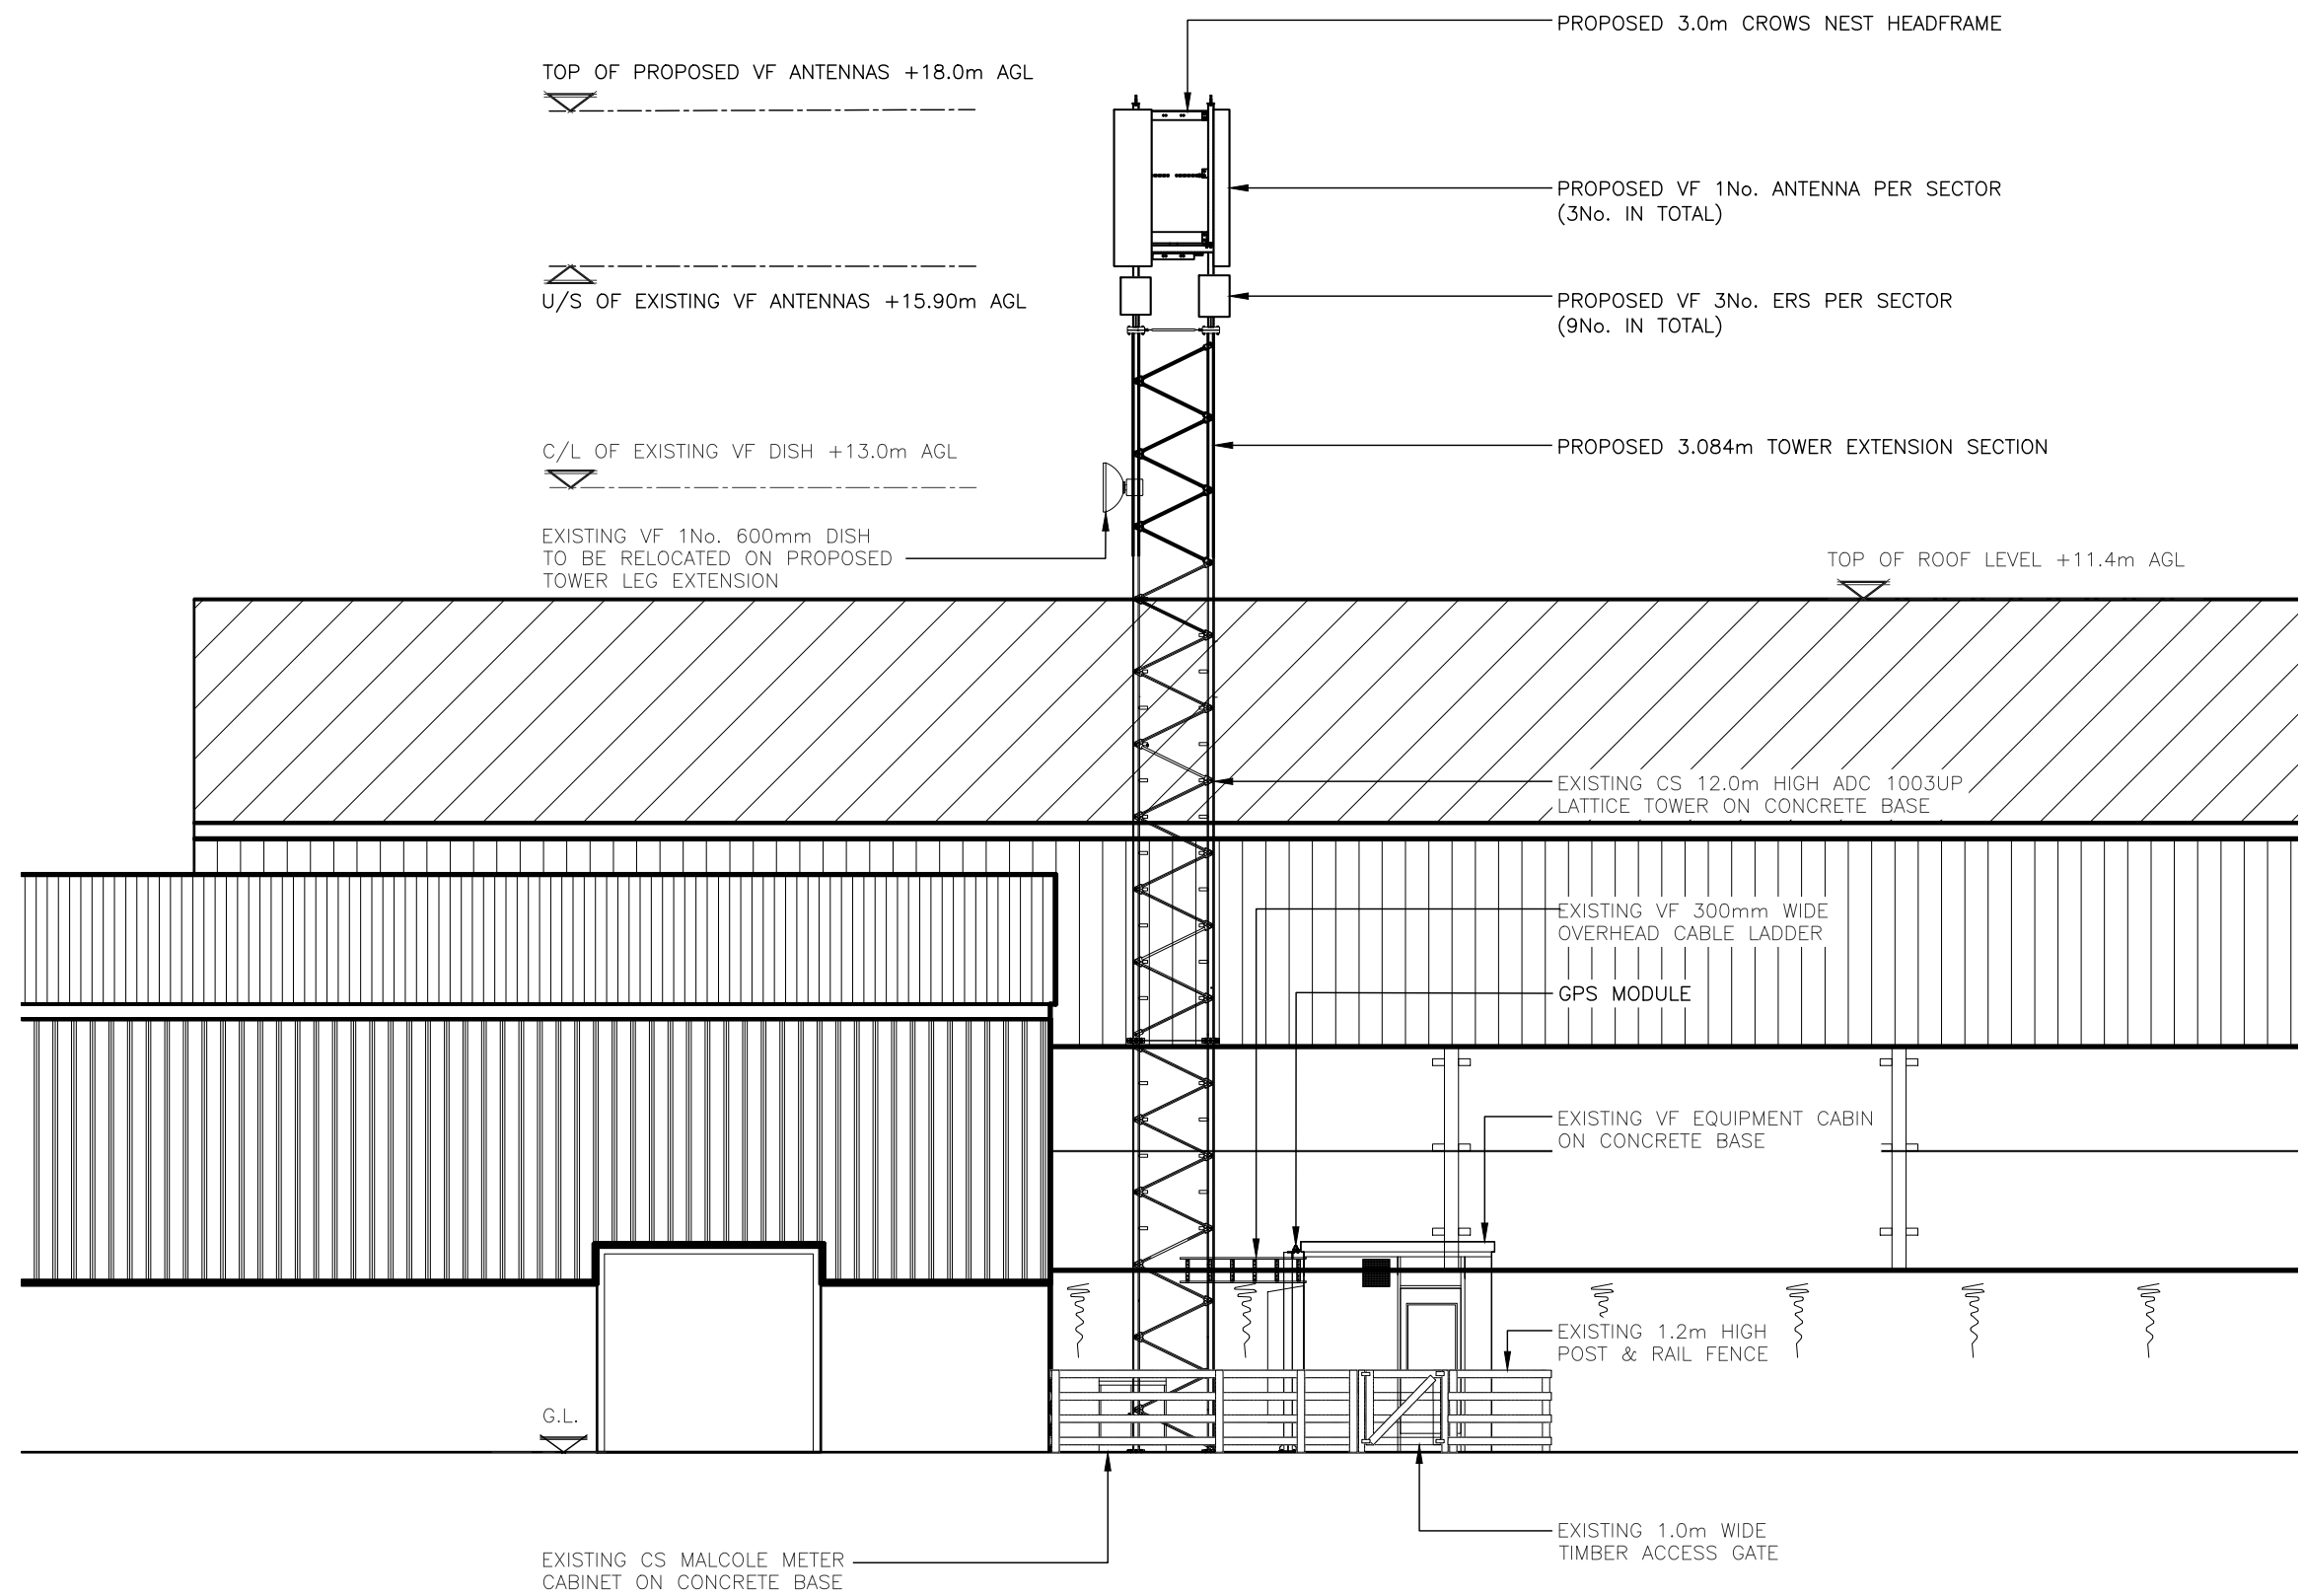 PROPOSED 3.0m CROWS NEST HEADFRAME
TOP OF PROPOSED VF ANTENNAS +18.0m AGL
PROPOSED VF 1No. ANTENNA PER SECTOR
(3No. IN TOTAL)
U/S OF EXISTING VF ANTENNAS +15.90m AGL
PROPOSED VF 3No. ERS PER SECTOR
(9No. IN TOTAL)
C/L OF EXISTING VF DISH +13.0m AGL
PROPOSED 3.084m TOWER EXTENSION SECTION
EXISTING VF 1No. 600mm DISH
TO BE RELOCATED ON PROPOSED
TOWER LEG EXTENSION
TOP OF ROOF LEVEL +11.4m AGL
EXISTING CS 12.0m HIGH ADC 1003UP
LATTICE TOWER ON CONCRETE BASE
EXISTING VF 300mm WIDE
OVERHEAD CABLE LADDER
GPS MODULE
EXISTING VF EQUIPMENT CABIN
ON CONCRETE BASE
EXISTING 1.2m HIGH
POST & RAIL FENCE
G.L.
EXISTING 1.0m WIDE
TIMBER ACCESS GATE
EXISTING CS MALCOLE METER
CABINET ON CONCRETE BASE